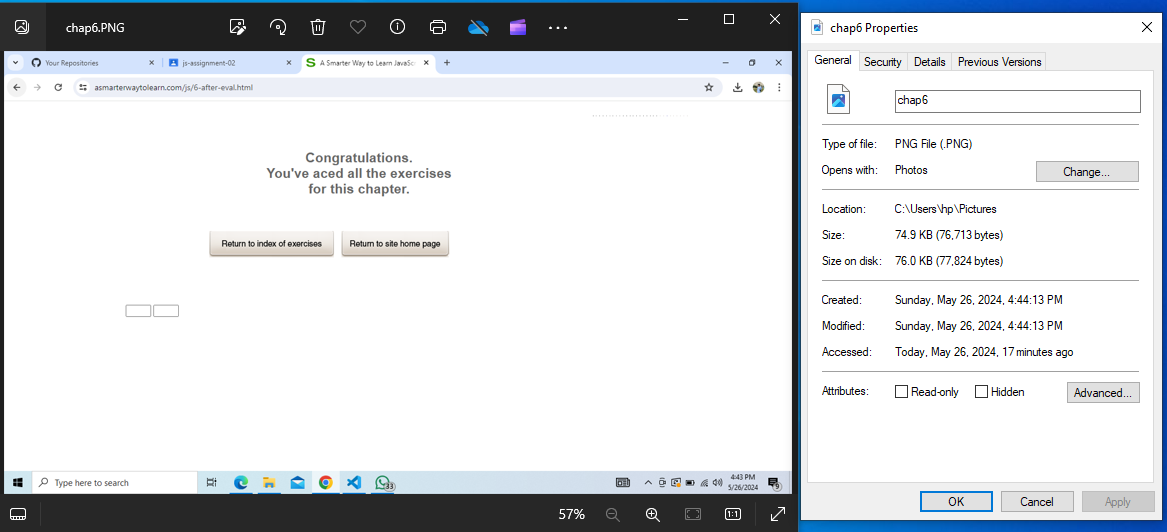 chap6.PNG
Your Repositories
js-assignment-02
A Smarter Way to Learn JavaSc
asmarterwaytolearn.com/js/6-after-eval.html
Congratulations.
You've aced all the exercises
for this chapter.
Return to index of exercises
Return to site home page
Type here to search
33
4:43 PM
5/26/2024
9
57%
1:1
chap6 Properties
General
Security
Details
Previous Versions
chap6
Type of file:
PNG File (.PNG)
Opens with:
Photos
Change...
Location:
C:\Users\hp\Pictures
Size:
74.9 KB (76,713 bytes)
Size on disk:
76.0 KB (77,824 bytes)
Created:
Sunday, May 26, 2024, 4:44:13 PM
Modified:
Sunday, May 26, 2024, 4:44:13 PM
Accessed:
Today, May 26, 2024, 17 minutes ago
Attributes:
Read-only
Hidden
Advanced...
OK
Cancel
Apply